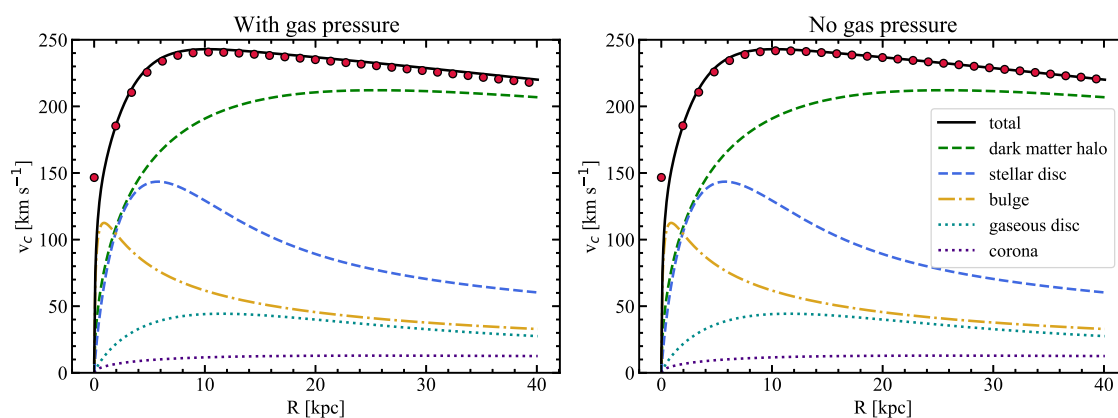 With gas pressure
No gas pressure
250
200
150
100
50
0
v_c [km s⁻¹]
0
10
20
30
40
R [kpc]
250
200
150
100
50
0
v_c [km s⁻¹]
0
10
20
30
40
R [kpc]
total
dark matter halo
stellar disc
bulge
gaseous disc
corona